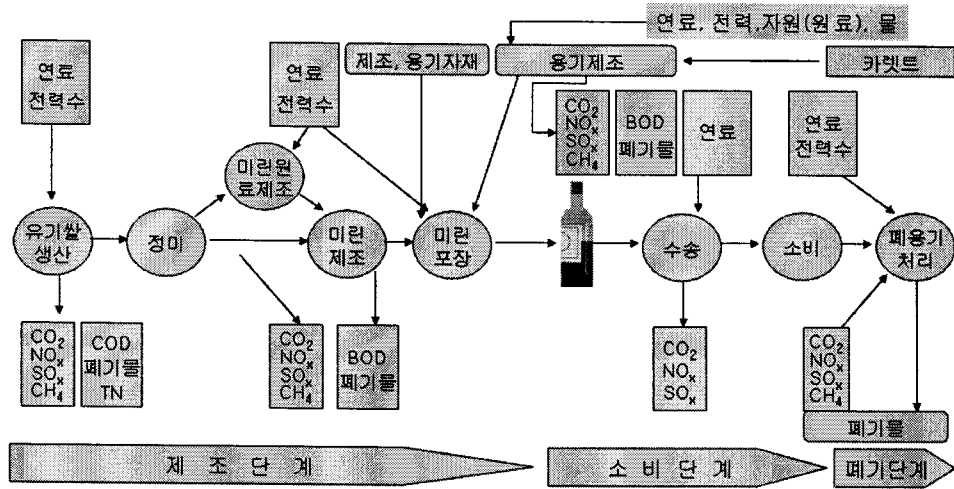 연료, 전력, 자원(원료), 물
연료
전력수
연료
전력수
제조, 용기자재
용기제조
카렛트
CO₂
NOₓ
SOₓ
CH₄
BOD
폐기물
연료
연료
전력수
미린원
료제조
유기쌀
생산
정미
미린
제조
미린
포장
수송
소비
폐용기
처리
CO₂
NOₓ
SOₓ
CH₄
COD
폐기물
TN
CO₂
NOₓ
SOₓ
CH₄
BOD
폐기물
CO₂
NOₓ
SOₓ
CO₂
NOₓ
SOₓ
CH₄
폐기물
제 조 단 계
소 비 단 계
폐기단계